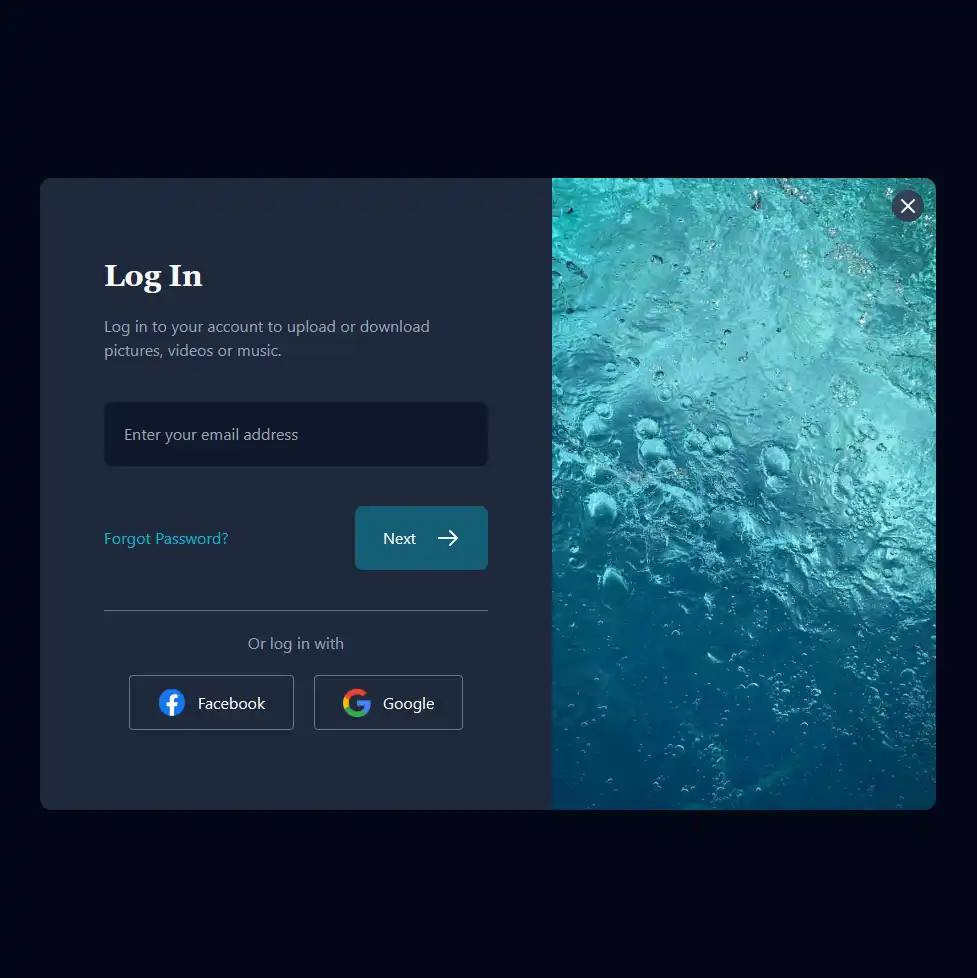 Log In
Log in to your account to upload or download
pictures, videos or music.
Enter your email address
Forgot Password?
Next
Or log in with
Facebook
Google